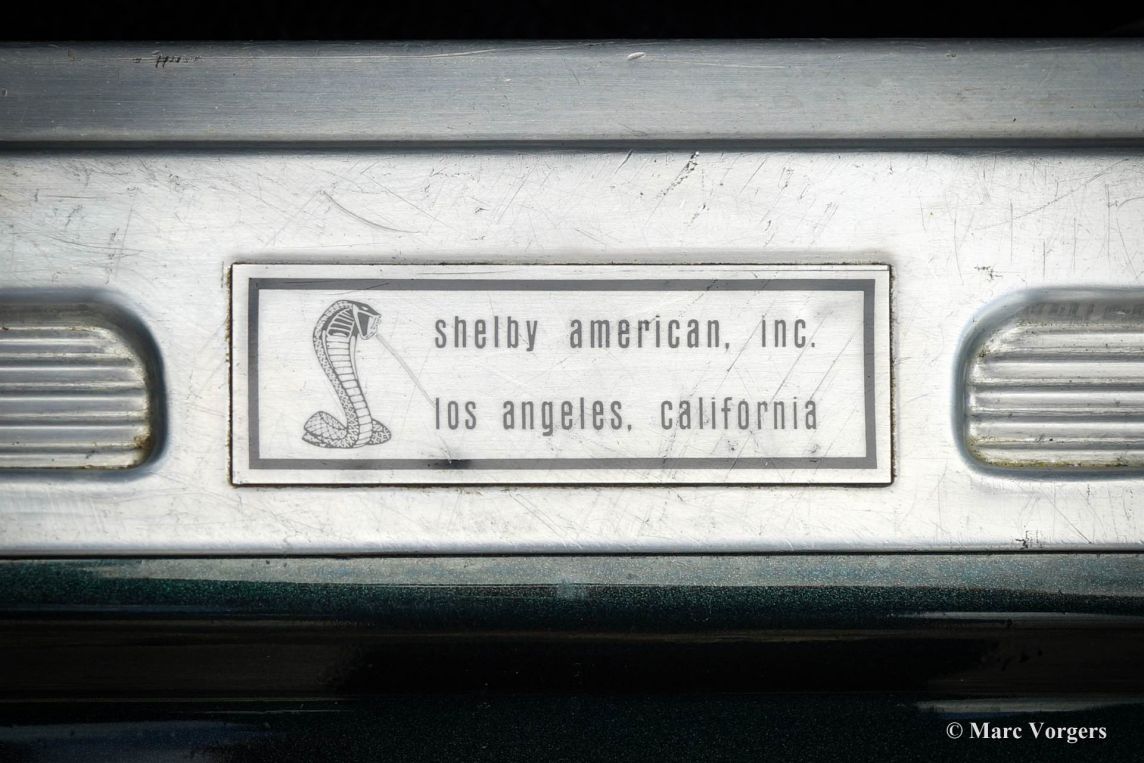 shelby american, inc.
los angeles, california
© Marc Vorgers